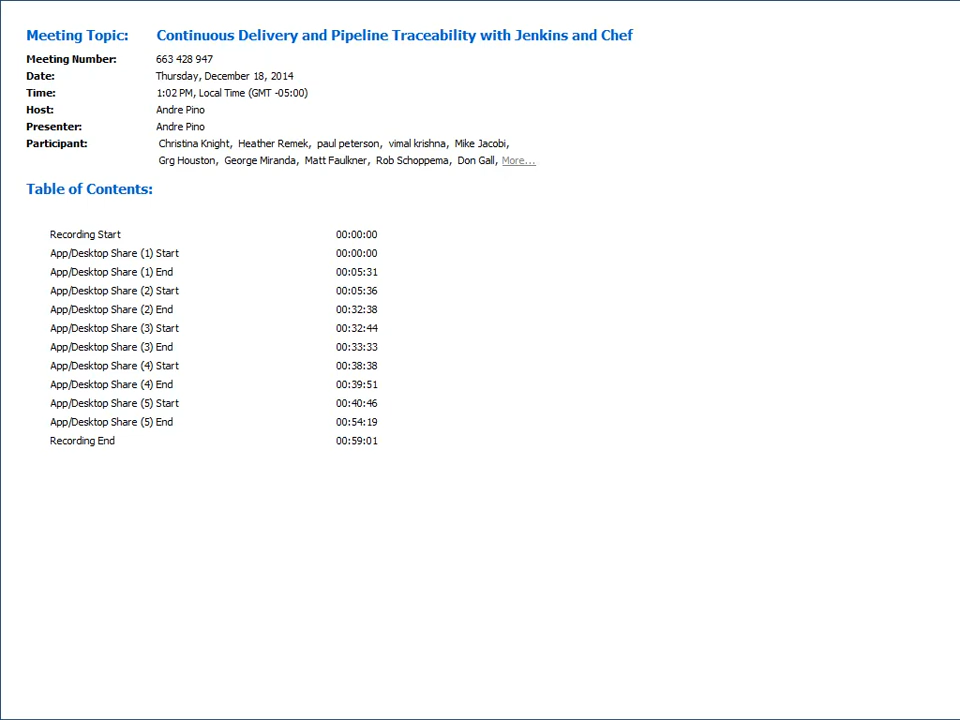 Meeting Topic: Continuous Delivery and Pipeline Traceability with Jenkins and Chef
Meeting Number: 663 428 947
Date: Thursday, December 18, 2014
Time: 1:02 PM, Local Time (GMT -05:00)
Host: Andre Pino
Presenter: Andre Pino
Participant: Christina Knight, Heather Remek, paul peterson, vimal krishna, Mike Jacobi,
Grg Houston, George Miranda, Matt Faulkner, Rob Schoppema, Don Gall, More...
Table of Contents:
Recording Start 00:00:00
App/Desktop Share (1) Start 00:00:00
App/Desktop Share (1) End 00:05:31
App/Desktop Share (2) Start 00:05:36
App/Desktop Share (2) End 00:32:38
App/Desktop Share (3) Start 00:32:44
App/Desktop Share (3) End 00:33:33
App/Desktop Share (4) Start 00:38:38
App/Desktop Share (4) End 00:39:51
App/Desktop Share (5) Start 00:40:46
App/Desktop Share (5) End 00:54:19
Recording End 00:59:01